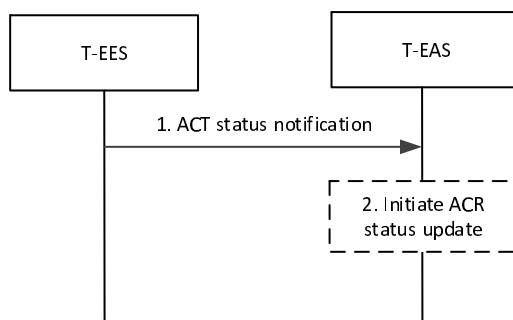 T-EES
T-EAS
1. ACT status notification
2. Initiate ACR
status update